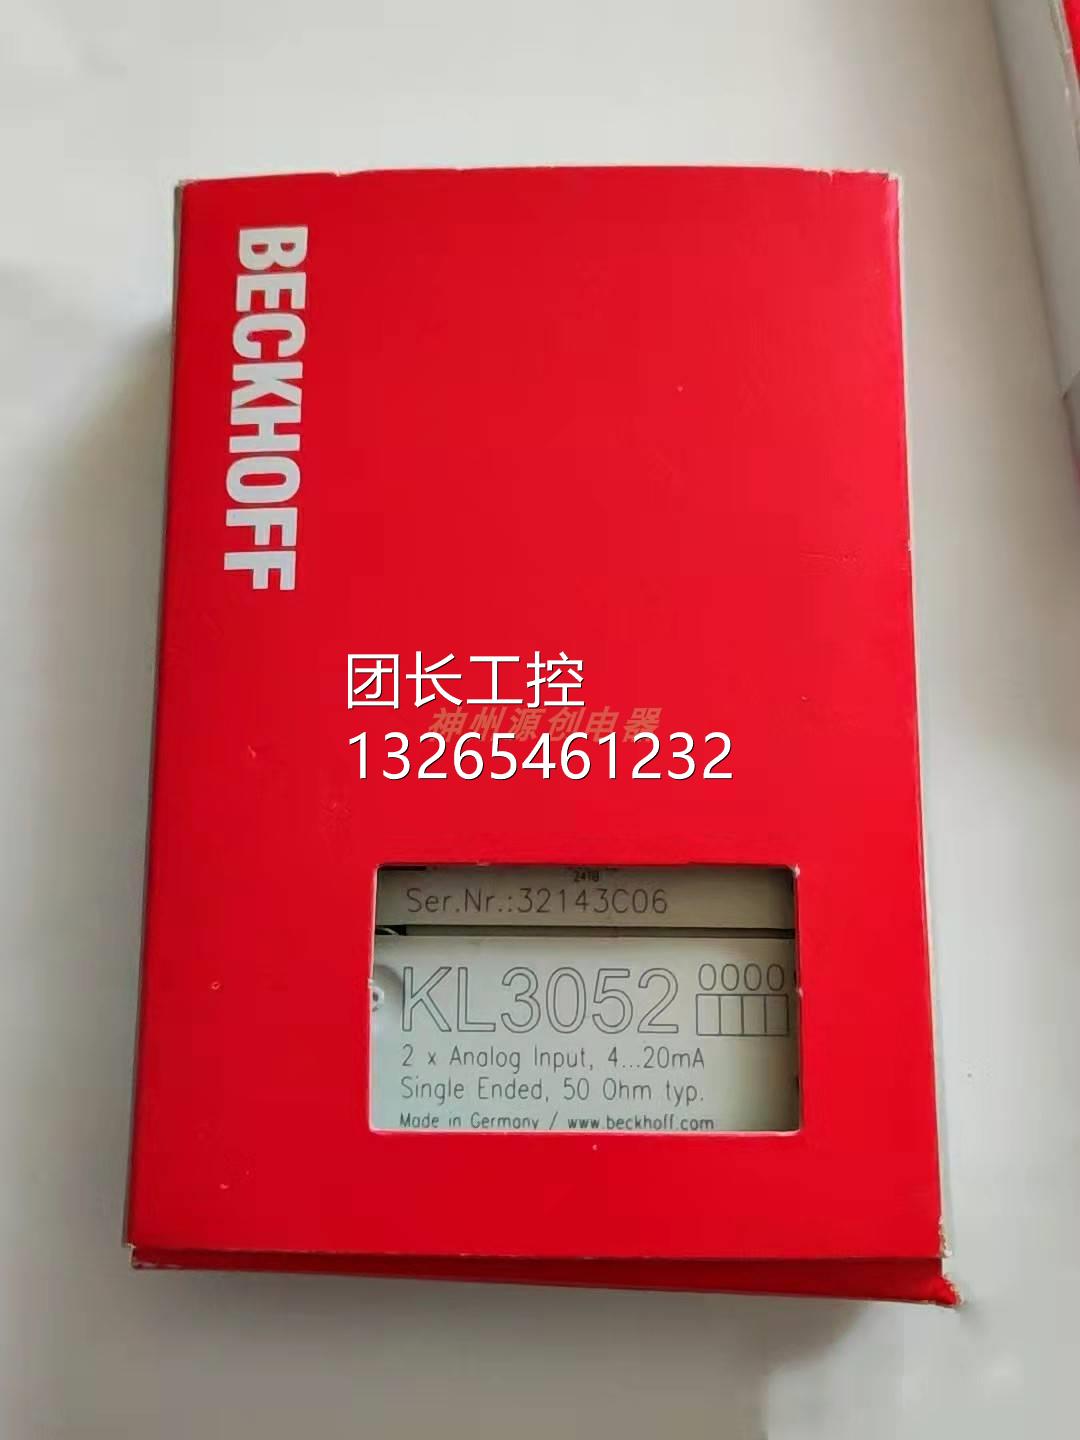 BECKHOFF
团长工控
神州源创电器
13265461232
2418
Ser.Nr.:32143C06
KL3052
2 x Analog Input, 4...20mA
Single Ended, 50 Ohm typ.
Made in Germany / www.beckhoff.com